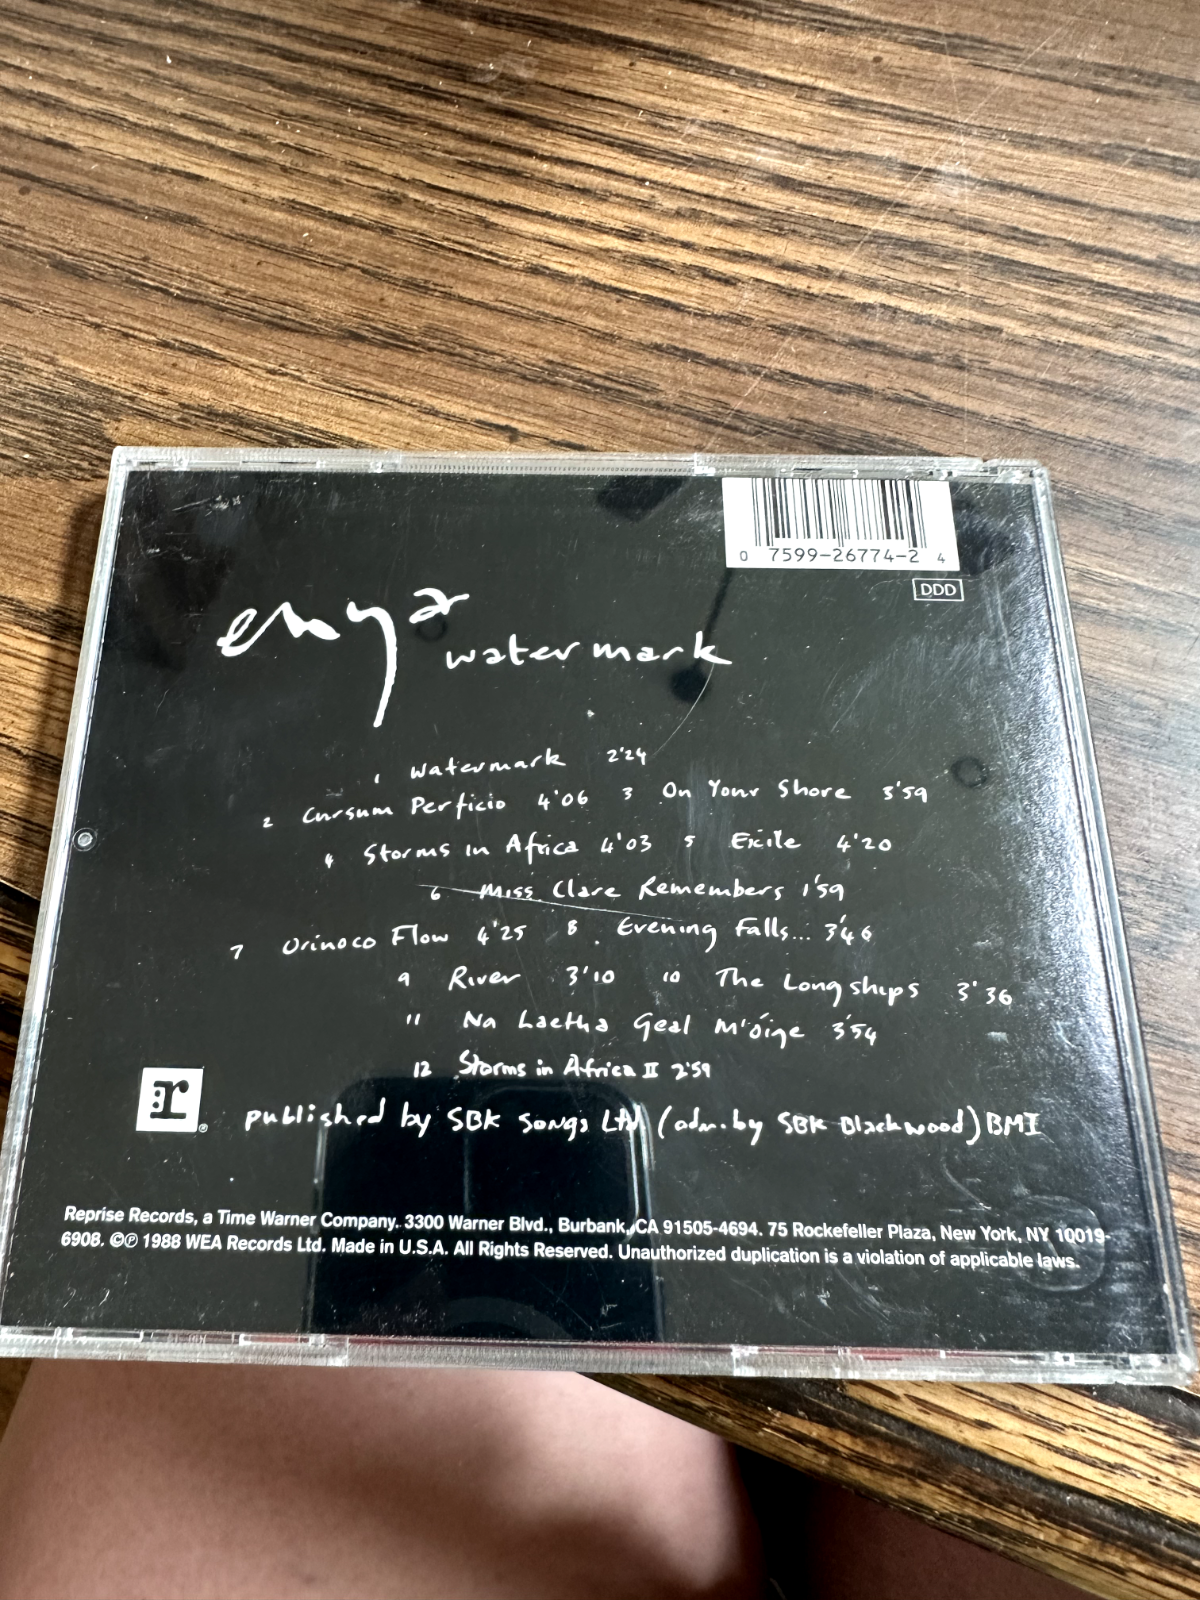 0 7599-26774-2 4
DDD
enya
watermark
1 Watermark 2'24
2 Cursum Perficio 4'06 3 On Your Shore 3'59
4 Storms in Africa 4'03 5 Exile 4'20
6 Miss Clare Remembers 1'59
7 Orinoco Flow 4'25 8 Evening Falls... 3'46
9 River 3'10 10 The Longships 3'36
11 Na Laetha Geal M'óige 3'54
12 Storms in Africa II 2'59
r®
published by SBK Songs Ltd (adm. by SBK Blackwood) BMI
Reprise Records, a Time Warner Company. 3300 Warner Blvd., Burbank, CA 91505-4694. 75 Rockefeller Plaza, New York, NY 10019-
6908. ©℗ 1988 WEA Records Ltd. Made in U.S.A. All Rights Reserved. Unauthorized duplication is a violation of applicable laws.